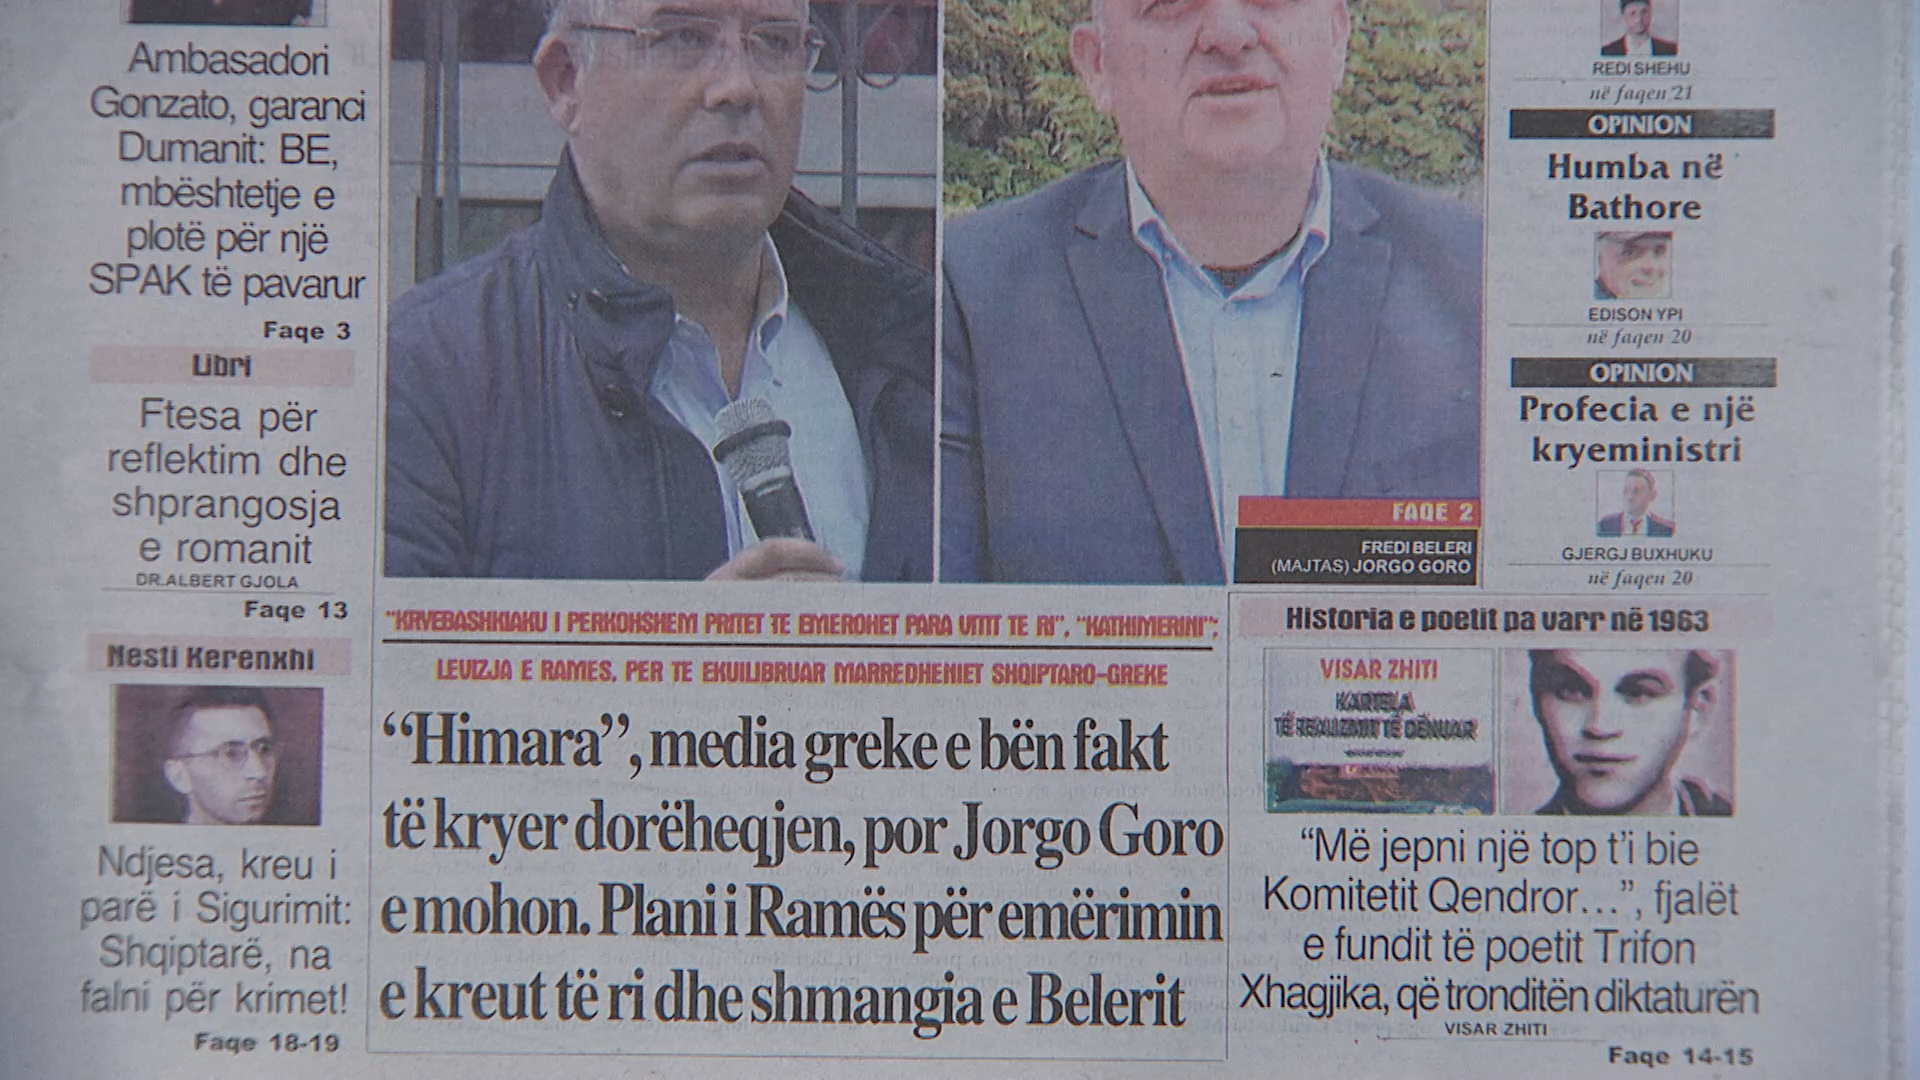 Ambasadori
Gonzato, garanci
Dumanit: BE,
mbështetje e
plotë për një
SPAK të pavarur
Faqe 3
Libri
Ftesa për
reflektim dhe
shprangosja
e romanit
DR.ALBERT GJOLA
Faqe 13
Nesti Kerenxhi
Ndjesa, kreu i
parë i Sigurimit:
Shqiptarë, na
falni për krimet!
Faqe 18-19
FAQE 2
FREDI BELERI
(MAJTAS) JORGO GORO
"KRYEBASHKIAKU I PERKOHSHEM PRITET TE EMEROHET PARA VITIT TE RI", "KATHIMERINI":
LEVIZJA E RAMES, PER TE EKUILIBRUAR MARREDHENIET SHQIPTARO-GREKE
“Himara”, media greke e bën fakt
të kryer dorëheqjen, por Jorgo Goro
e mohon. Plani i Ramës për emërimin
e kreut të ri dhe shmangia e Belerit
REDI SHEHU
në faqen 21
OPINION
Humba në
Bathore
EDISON YPI
në faqen 20
OPINION
Profecia e një
kryeministri
GJERGJ BUXHUKU
në faqen 20
Historia e poetit pa varr në 1963
VISAR ZHITI
KARTELA
TË REALIZMIT TË DËNUAR
“Më jepni një top t’i bie
Komitetit Qendror...”, fjalët
e fundit të poetit Trifon
Xhagjika, që tronditën diktaturën
VISAR ZHITI
Faqe 14-15